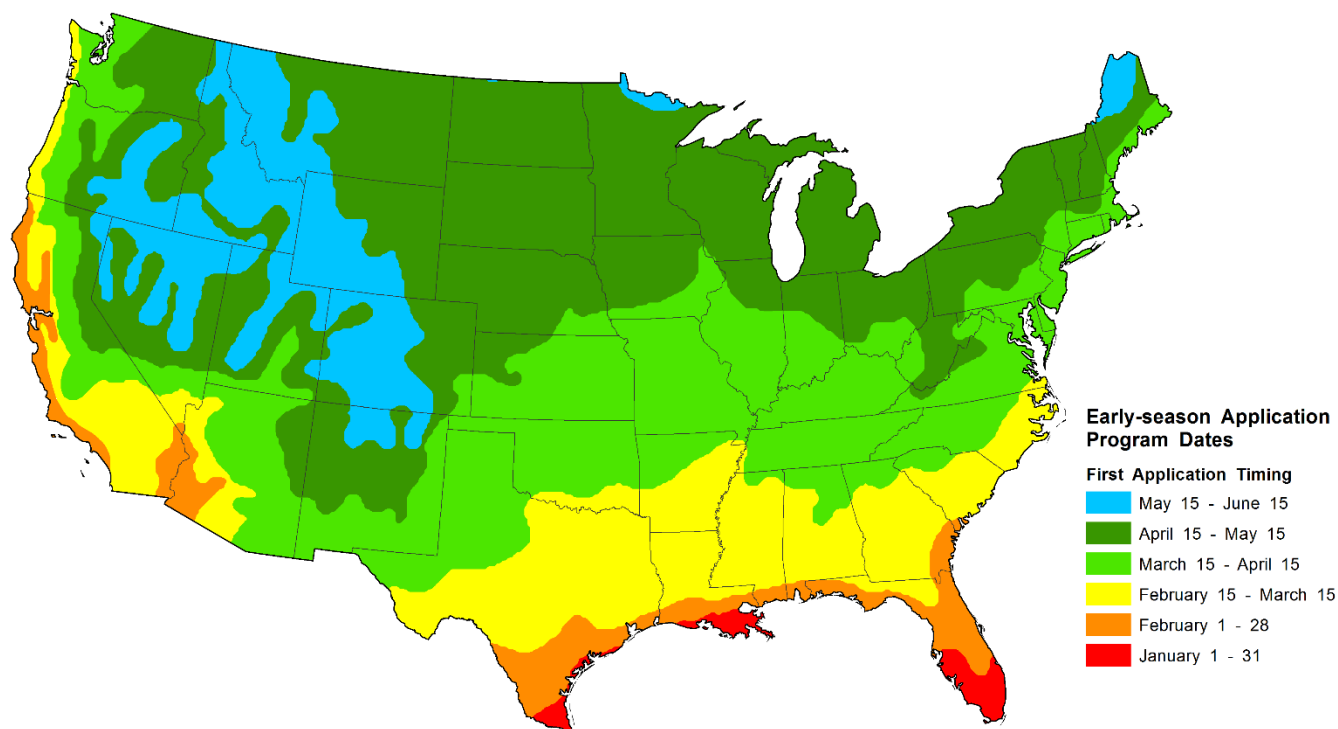 Early-season Application
Program Dates
First Application Timing
May 15 - June 15
April 15 - May 15
March 15 - April 15
February 15 - March 15
February 1 - 28
January 1 - 31